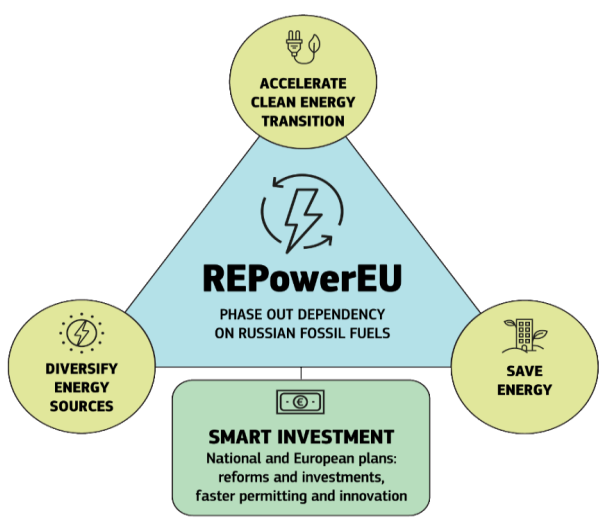 ACCELERATE
CLEAN ENERGY
TRANSITION
REPowerEU
PHASE OUT DEPENDENCY
ON RUSSIAN FOSSIL FUELS
DIVERSIFY
ENERGY
SOURCES
SAVE
ENERGY
€
SMART INVESTMENT
National and European plans:
reforms and investments,
faster permitting and innovation